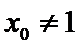 x₀ ≠ 1